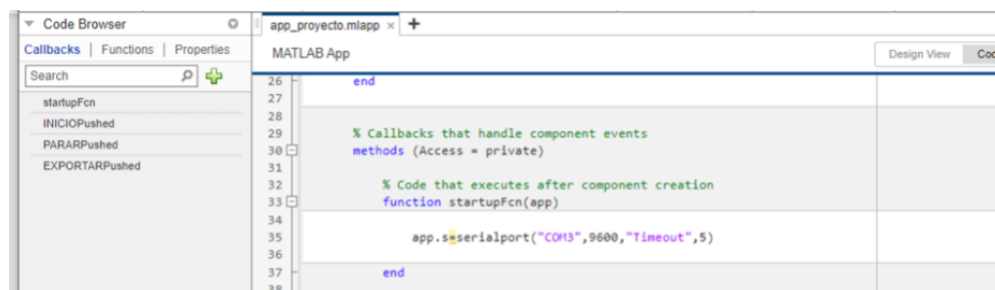 Code Browser
app_proyecto.mlapp × +
Callbacks | Functions | Properties
MATLAB App
Design View
Search
startupFcn
INICIOPushed
PARARPushed
EXPORTARPushed
26 end
27
28
29 % Callbacks that handle component events
30 methods (Access = private)
31
32 % Code that executes after component creation
33 function startupFcn(app)
34
35 app.s=serialport("COM3",9600,"Timeout",5)
36
37 end
38